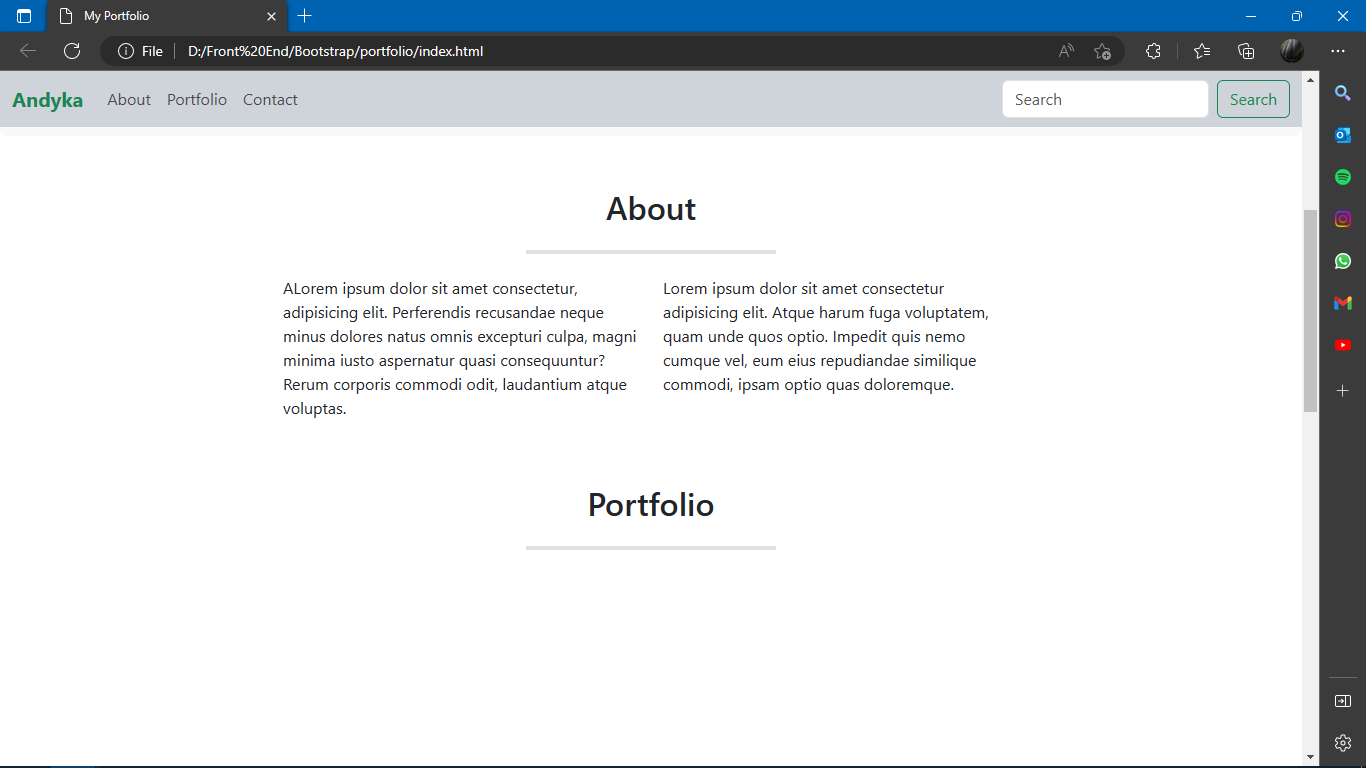 My Portfolio
File D:/Front%20End/Bootstrap/portfolio/index.html
Andyka About Portfolio Contact Search Search
About
ALorem ipsum dolor sit amet consectetur,
adipisicing elit. Perferendis recusandae neque
minus dolores natus omnis excepturi culpa, magni
minima iusto aspernatur quasi consequuntur?
Rerum corporis commodi odit, laudantium atque
voluptas.
Lorem ipsum dolor sit amet consectetur
adipisicing elit. Atque harum fuga voluptatem,
quam unde quos optio. Impedit quis nemo
cumque vel, eum eius repudiandae similique
commodi, ipsam optio quas doloremque.
Portfolio